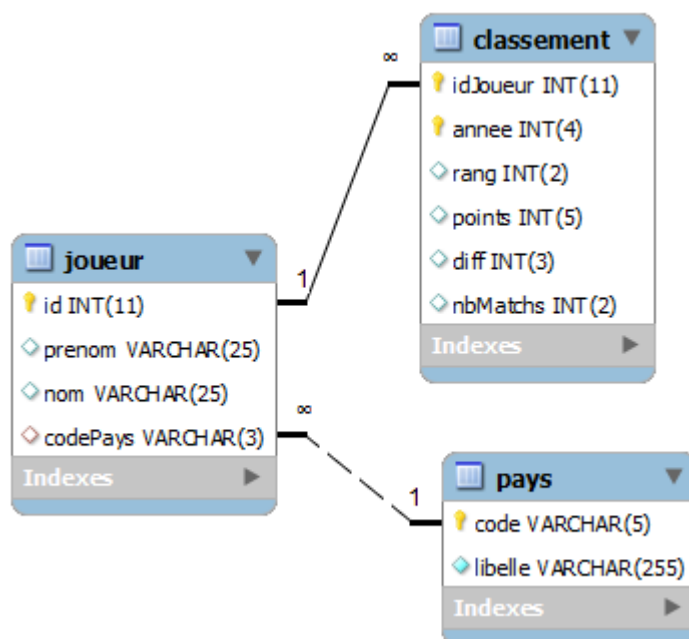 classement
idJoueur INT(11)
annee INT(4)
rang INT(2)
points INT(5)
diff INT(3)
nbMatchs INT(2)
Indexes
∞
1
joueur
id INT(11)
prenom VARCHAR(25)
nom VARCHAR(25)
codePays VARCHAR(3)
Indexes
∞
1
pays
code VARCHAR(5)
libelle VARCHAR(255)
Indexes